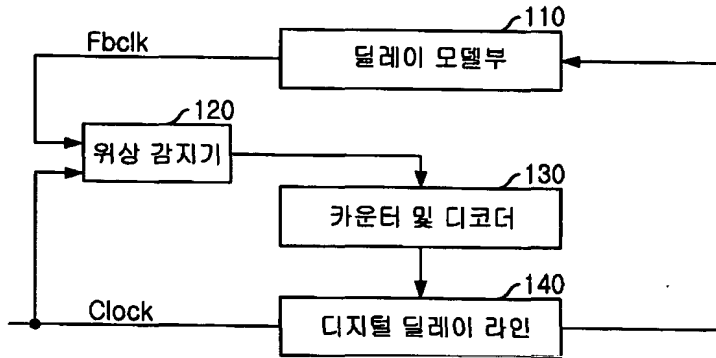 110
Fbclk
딜레이 모델부
120
위상 감지기
130
카운터 및 디코더
140
Clock
디지털 딜레이 라인